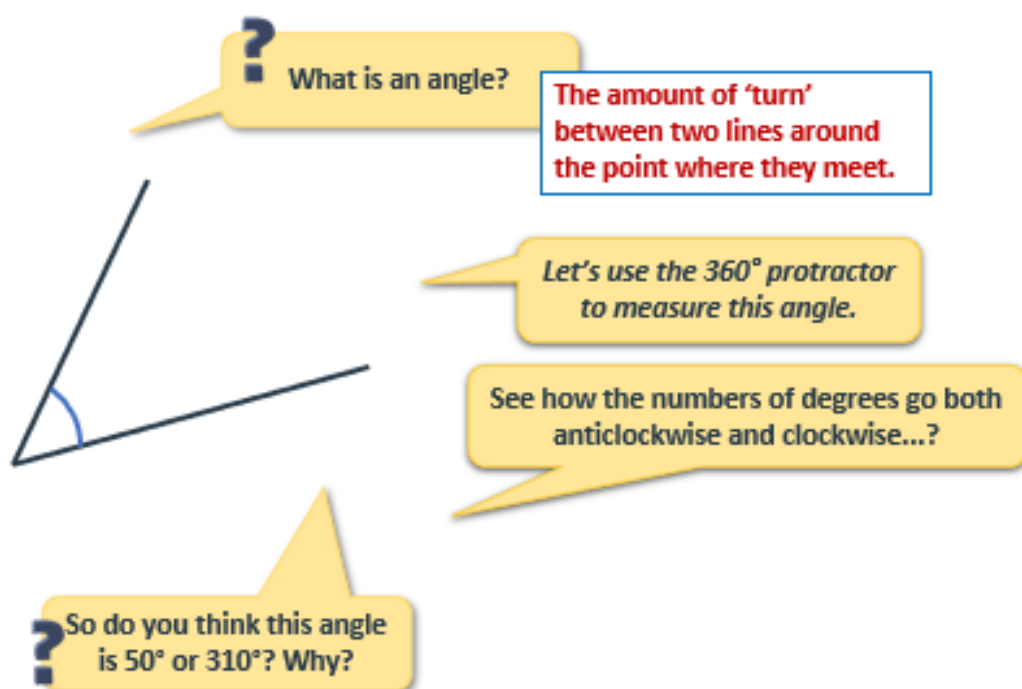 ?
What is an angle?
The amount of ‘turn’
between two lines around
the point where they meet.
Let’s use the 360° protractor
to measure this angle.
See how the numbers of degrees go both
anticlockwise and clockwise...?
?
So do you think this angle
is 50° or 310°? Why?